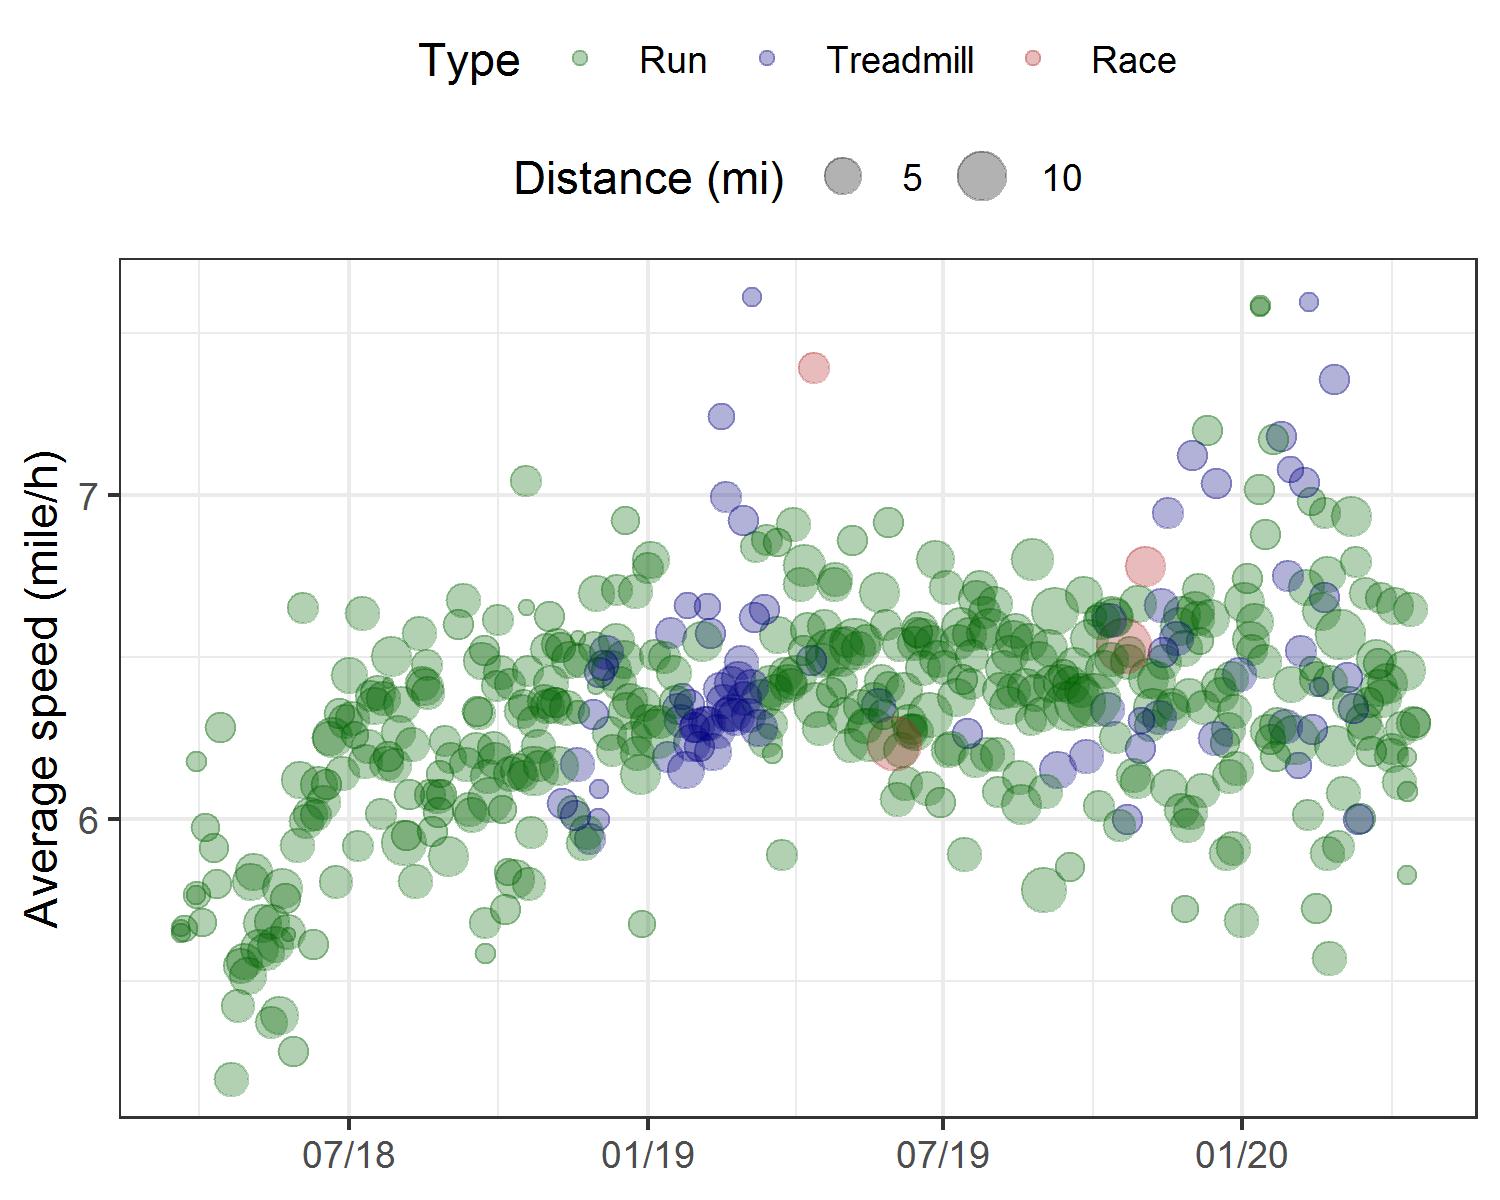 Type Run Treadmill Race
Distance (mi) 5 10
Average speed (mile/h)
7
6
07/18 01/19 07/19 01/20